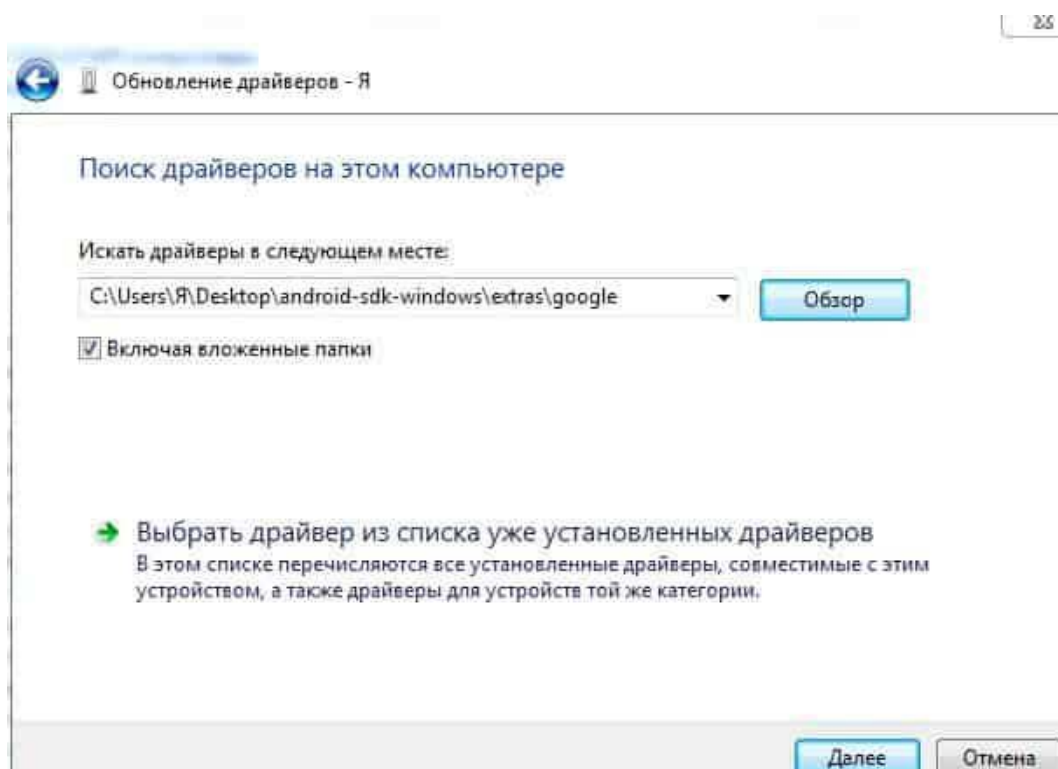 Обновление драйверов - Я
Поиск драйверов на этом компьютере
Искать драйверы в следующем месте:
C:\Users\Я\Desktop\android-sdk-windows\extras\google
Обзор
Включая вложенные папки
Выбрать драйвер из списка уже установленных драйверов
В этом списке перечисляются все установленные драйверы, совместимые с этим
устройством, а также драйверы для устройств той же категории.
Далее
Отмена